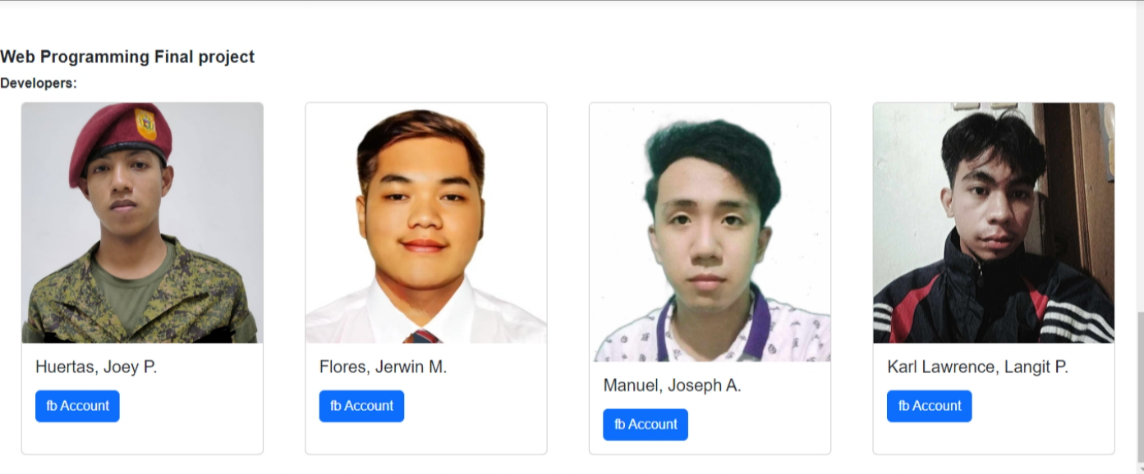 Web Programming Final project
Developers:
Huertas, Joey P.
fb Account
Flores, Jerwin M.
fb Account
Manuel, Joseph A.
fb Account
Karl Lawrence, Langit P.
fb Account